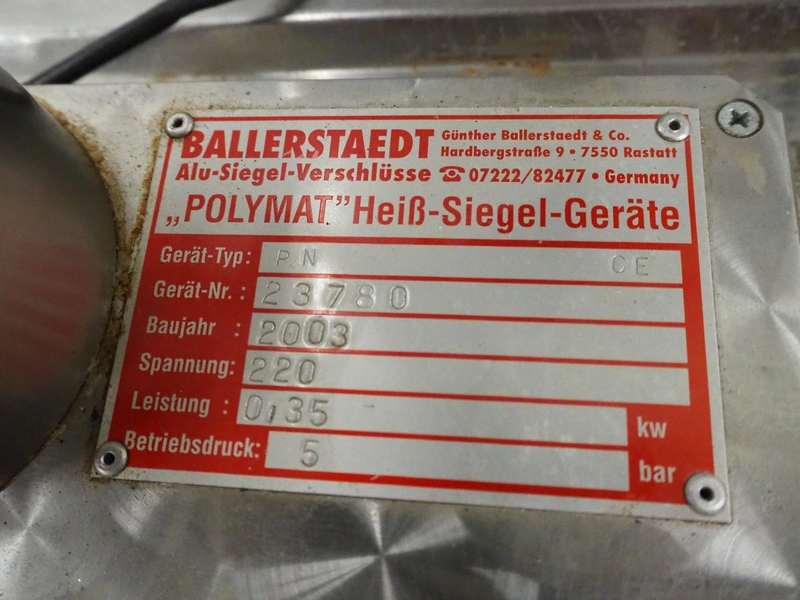 BALLERSTAEDT
Günther Ballerstaedt & Co.
Hardbergstraße 9 • 7550 Rastatt
Alu-Siegel-Verschlüsse ☎ 07222/82477 • Germany
„POLYMAT" Heiß-Siegel-Geräte
Gerät-Typ: PN CE
Gerät-Nr.: 23780
Baujahr : 2003
Spannung: 220
Leistung : 0,35 kw
Betriebsdruck: 5 bar